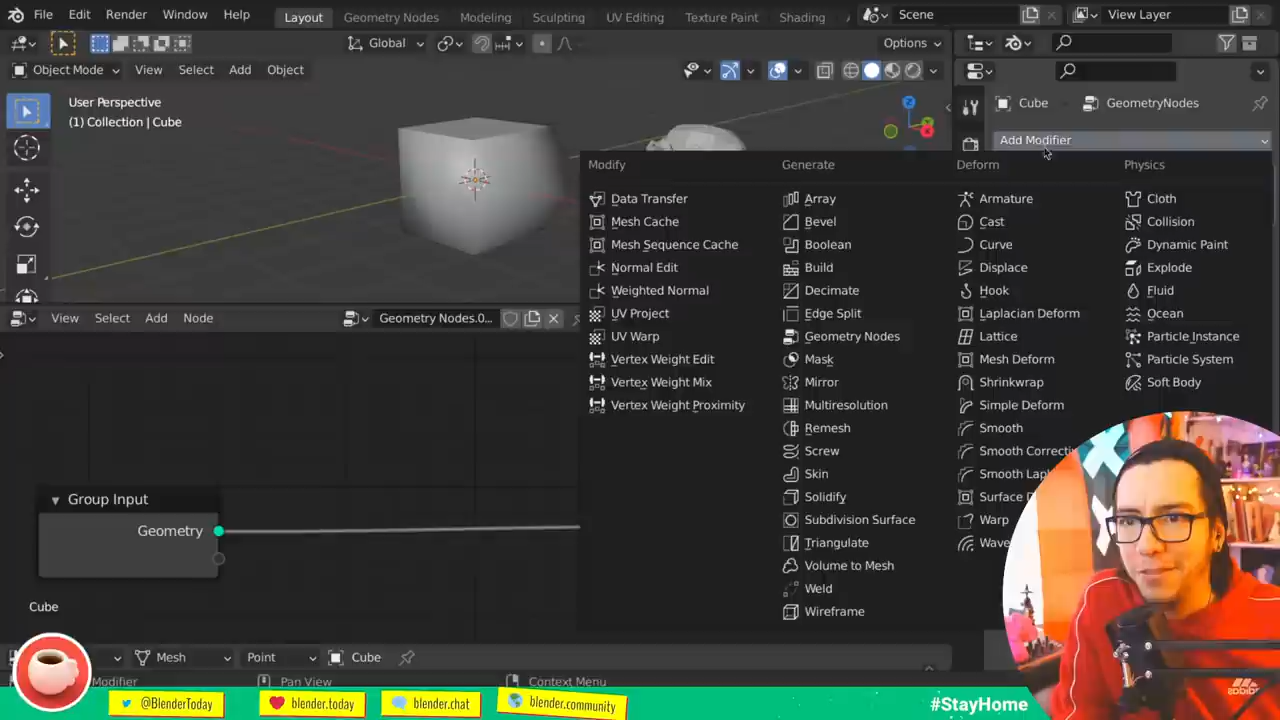 File Edit Render Window Help Layout Geometry Nodes Modeling Sculpting UV Editing Texture Paint Shading Scene View Layer
Global Options
Object Mode View Select Add Object
User Perspective
(1) Collection | Cube
Z
Cube GeometryNodes
Add Modifier
Modify
Data Transfer
Mesh Cache
Mesh Sequence Cache
Normal Edit
Weighted Normal
UV Project
UV Warp
Vertex Weight Edit
Vertex Weight Mix
Vertex Weight Proximity
Generate
Array
Bevel
Boolean
Build
Decimate
Edge Split
Geometry Nodes
Mask
Mirror
Multiresolution
Remesh
Screw
Skin
Solidify
Subdivision Surface
Triangulate
Volume to Mesh
Weld
Wireframe
Deform
Armature
Cast
Curve
Displace
Hook
Laplacian Deform
Lattice
Mesh Deform
Shrinkwrap
Simple Deform
Smooth
Smooth Correcti
Smooth Lap
Surface D
Warp
Wave
Physics
Cloth
Collision
Dynamic Paint
Explode
Fluid
Ocean
Particle Instance
Particle System
Soft Body
View Select Add Node Geometry Nodes.0...
Group Input
Geometry
Cube
Mesh Point Cube
Modifier Pan View Context Menu
@BlenderToday blender.today blender.chat blender.community #StayHome